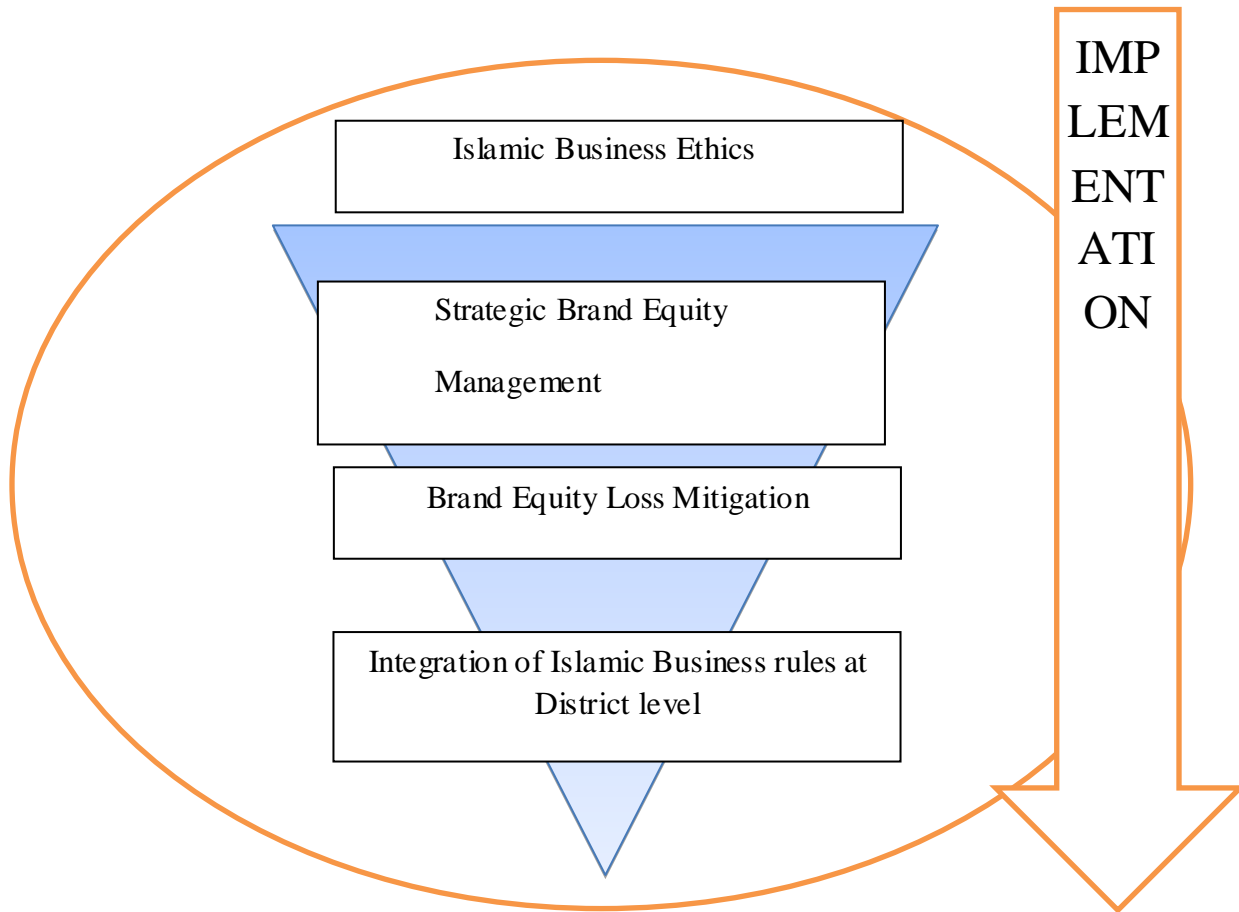 Islamic Business Ethics
Strategic Brand Equity
Management
Brand Equity Loss Mitigation
Integration of Islamic Business rules at
District level
IMP
LEM
ENT
ATI
ON